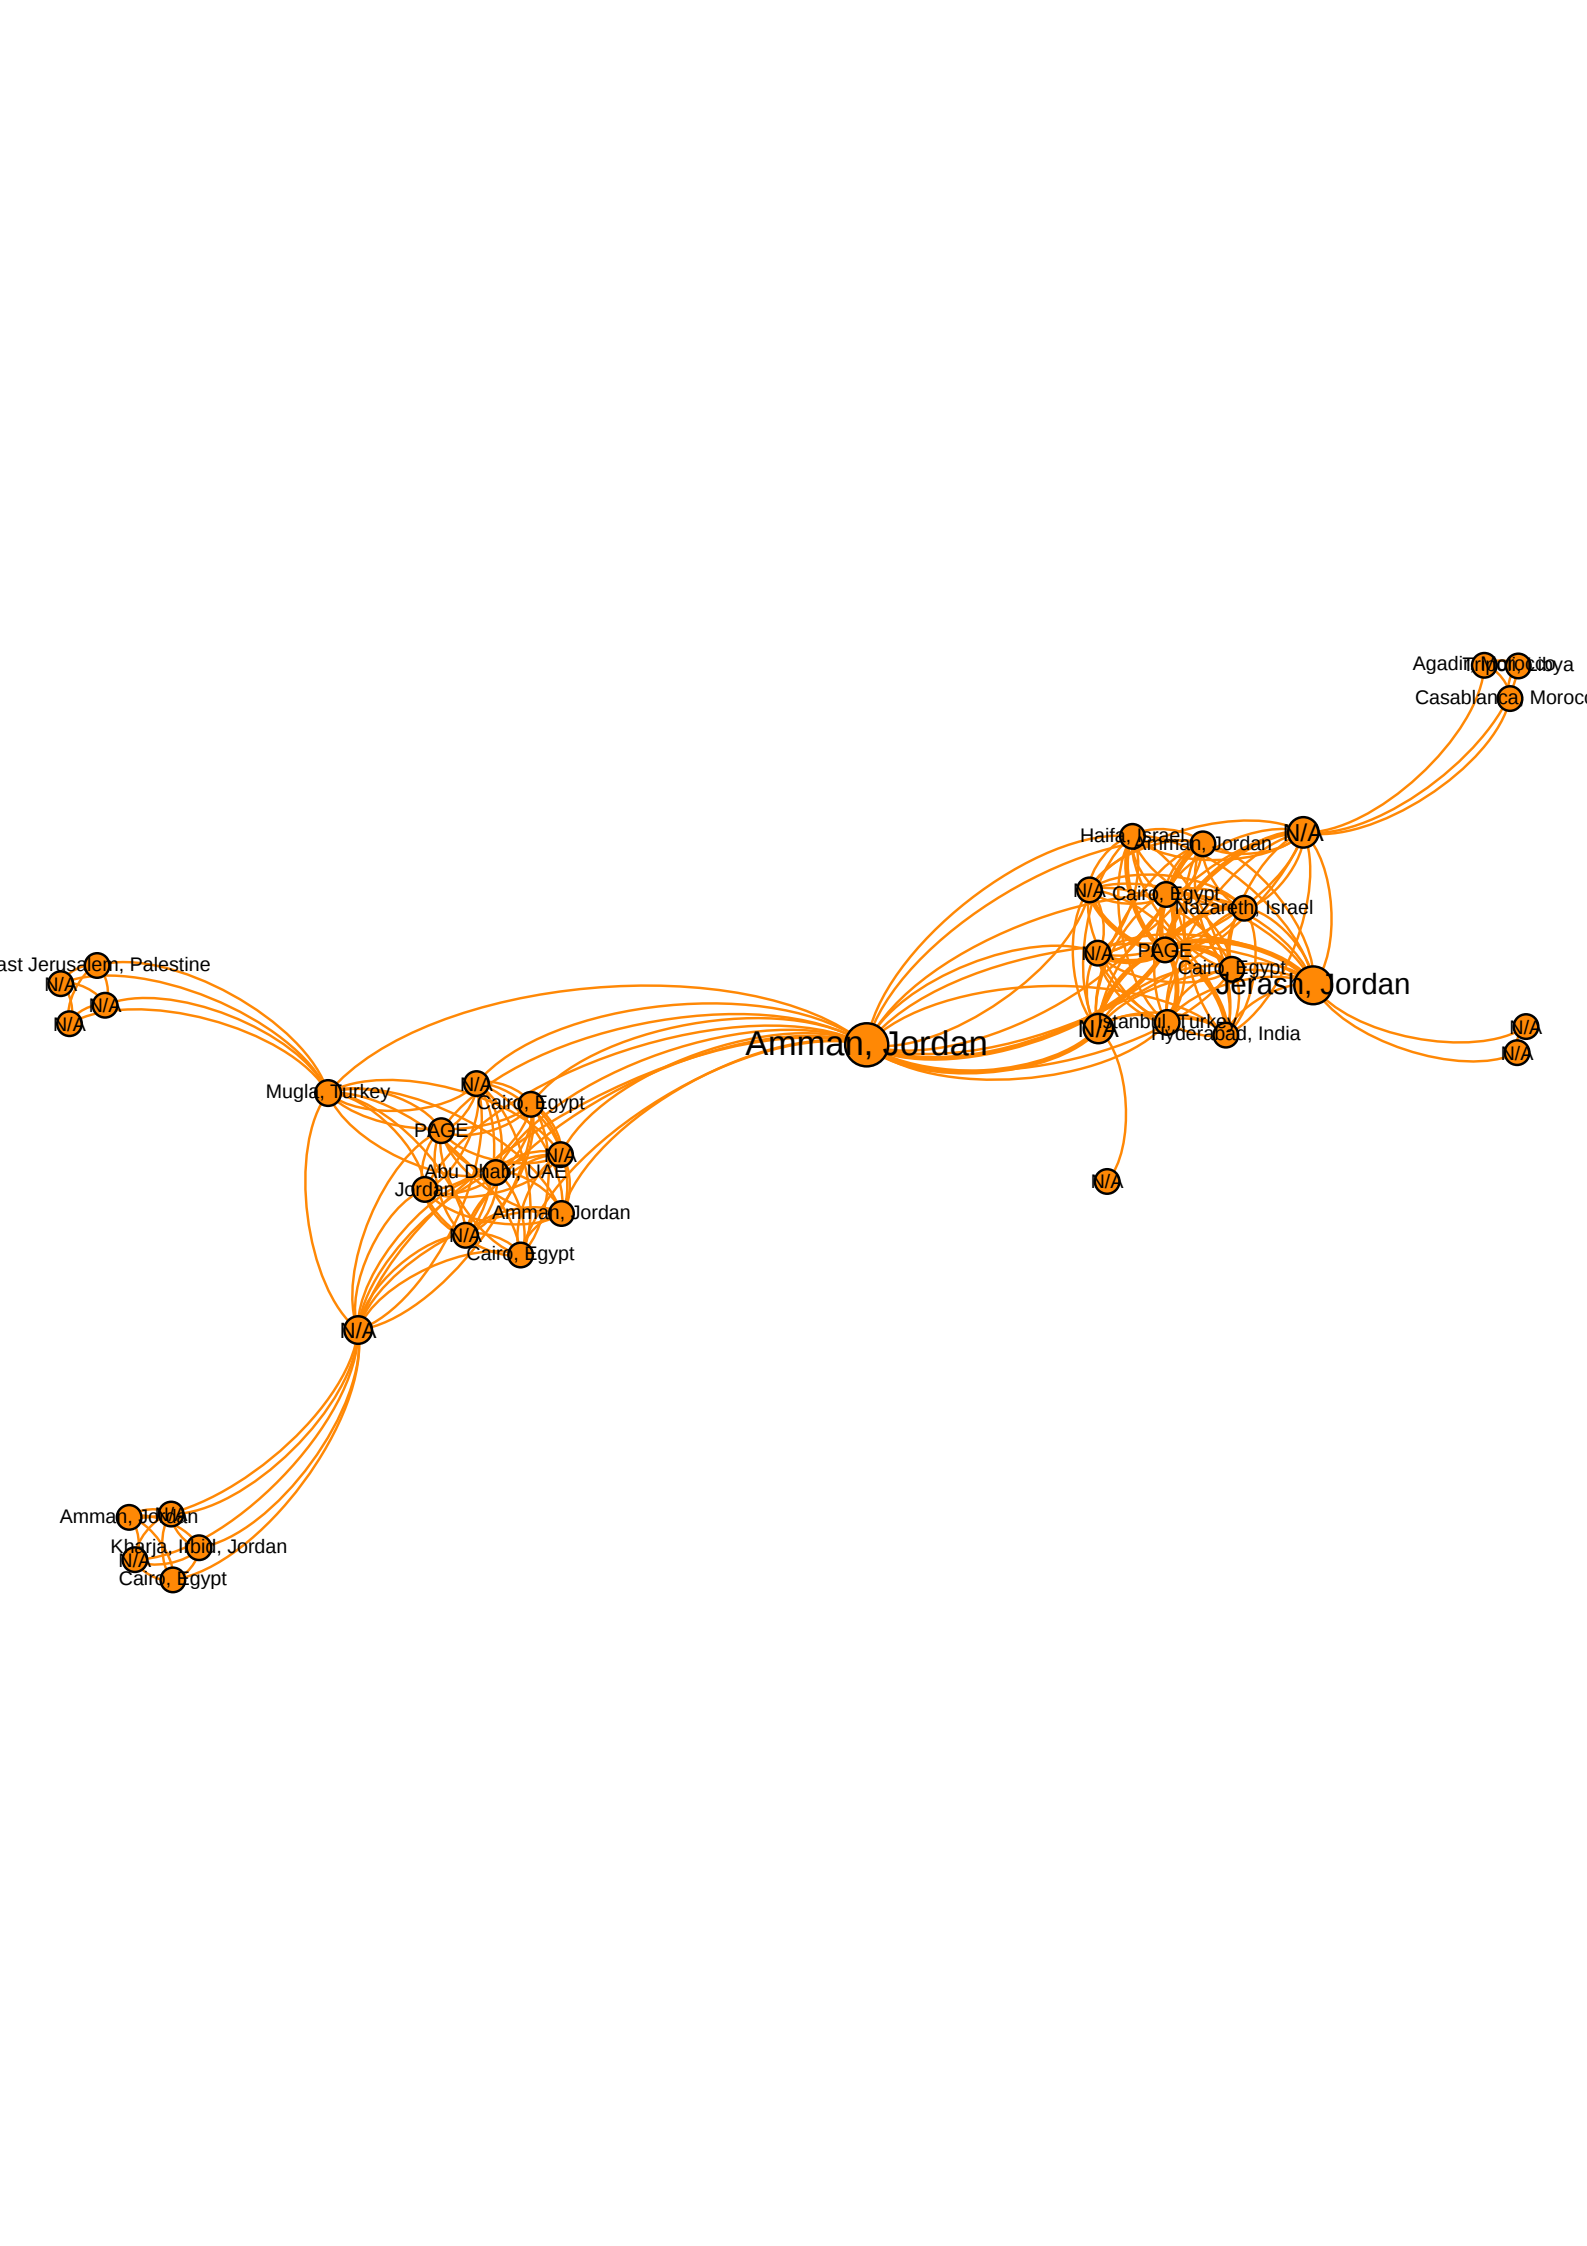 Agadir, Morocco
Tripoli, Libya
Casablanca, Moroc
Haifa, Israel
Amman, Jordan
N/A
N/A
Cairo, Egypt
Nazareth, Israel
N/A
PAGE
Cairo, Egypt
Jerash, Jordan
ast Jerusalem, Palestine
N/A
N/A
N/A
N/A
Istanbul, Turkey
N/A
Hyderabad, India
N/A
Amman, Jordan
Mugla, Turkey
N/A
Cairo, Egypt
PAGE
N/A
Abu Dhabi, UAE
Jordan
N/A
Amman, Jordan
N/A
Cairo, Egypt
N/A
Amman, Jordan
N/A
Kharja, Irbid, Jordan
N/A
Cairo, Egypt